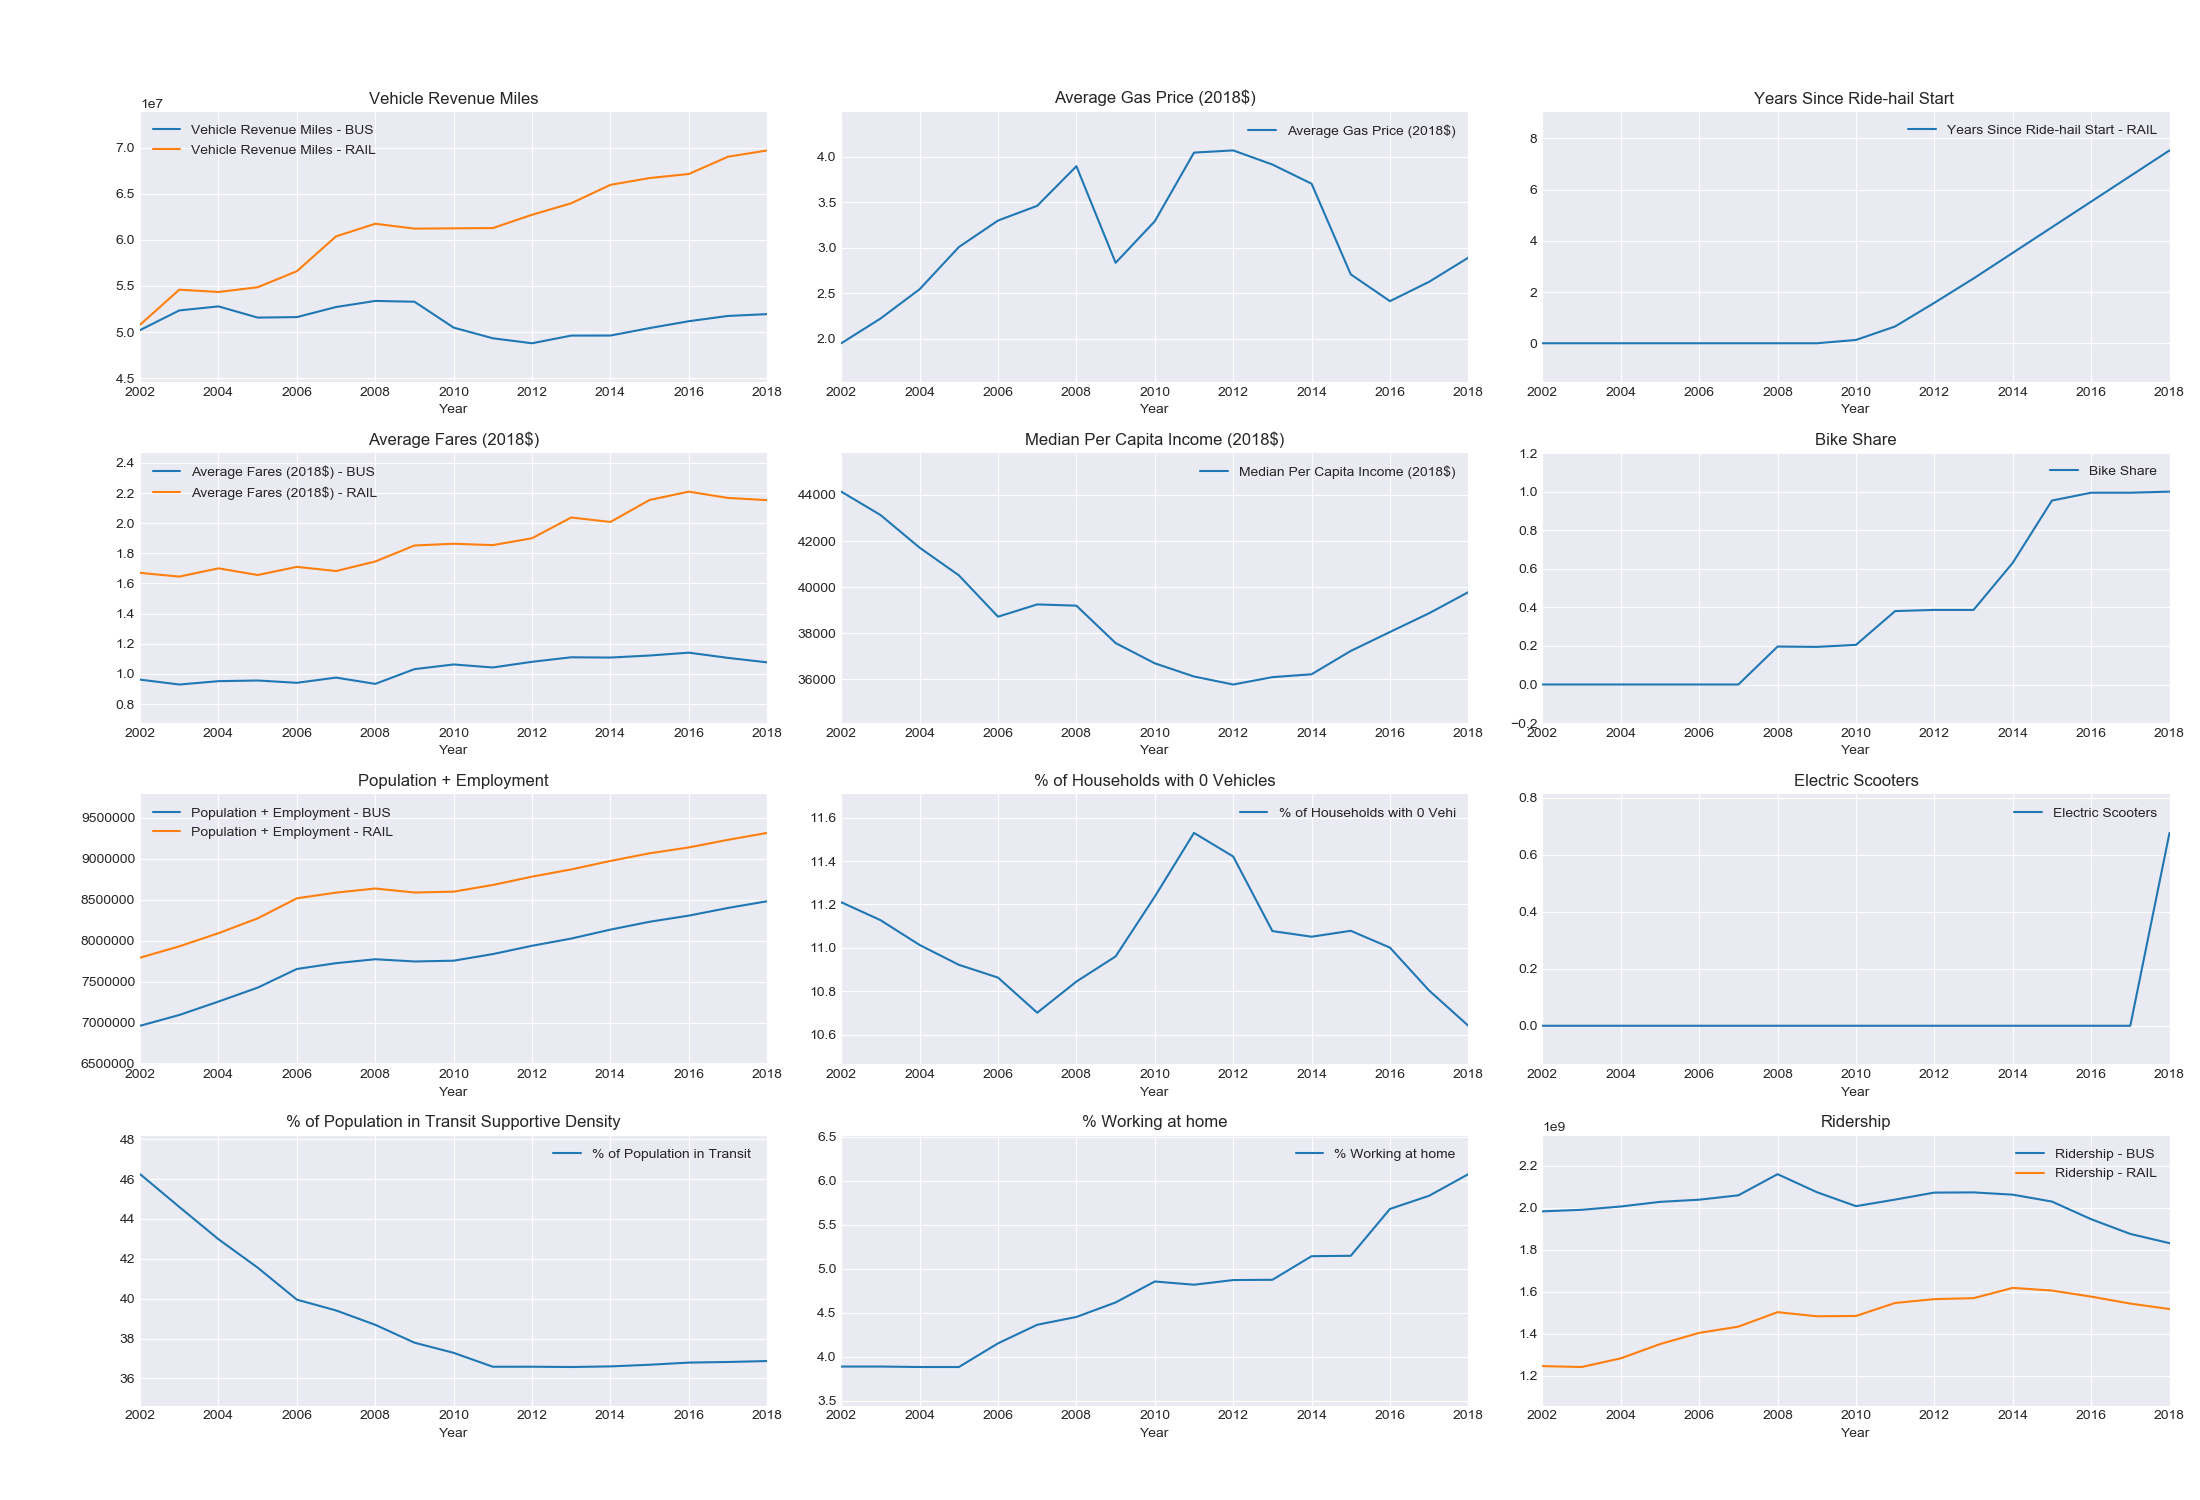 Vehicle Revenue Miles
1e7
Vehicle Revenue Miles - BUS
Vehicle Revenue Miles - RAIL
7.0
6.5
6.0
5.5
5.0
4.5
2002 2004 2006 2008 2010 2012 2014 2016 2018
Year
Average Gas Price (2018$)
Average Gas Price (2018$)
4.0
3.5
3.0
2.5
2.0
2002 2004 2006 2008 2010 2012 2014 2016 2018
Year
Years Since Ride-hail Start
Years Since Ride-hail Start - RAIL
8
6
4
2
0
2002 2004 2006 2008 2010 2012 2014 2016 2018
Year
Average Fares (2018$)
Average Fares (2018$) - BUS
Average Fares (2018$) - RAIL
2.4
2.2
2.0
1.8
1.6
1.4
1.2
1.0
0.8
2002 2004 2006 2008 2010 2012 2014 2016 2018
Year
Median Per Capita Income (2018$)
Median Per Capita Income (2018$)
44000
42000
40000
38000
36000
2002 2004 2006 2008 2010 2012 2014 2016 2018
Year
Bike Share
Bike Share
1.2
1.0
0.8
0.6
0.4
0.2
0.0
−0.2
2002 2004 2006 2008 2010 2012 2014 2016 2018
Year
Population + Employment
Population + Employment - BUS
Population + Employment - RAIL
9500000
9000000
8500000
8000000
7500000
7000000
6500000
2002 2004 2006 2008 2010 2012 2014 2016 2018
Year
% of Households with 0 Vehicles
% of Households with 0 Vehi
11.6
11.4
11.2
11.0
10.8
10.6
2002 2004 2006 2008 2010 2012 2014 2016 2018
Year
Electric Scooters
Electric Scooters
0.8
0.6
0.4
0.2
0.0
2002 2004 2006 2008 2010 2012 2014 2016 2018
Year
% of Population in Transit Supportive Density
% of Population in Transit
48
46
44
42
40
38
36
2002 2004 2006 2008 2010 2012 2014 2016 2018
Year
% Working at home
% Working at home
6.5
6.0
5.5
5.0
4.5
4.0
3.5
2002 2004 2006 2008 2010 2012 2014 2016 2018
Year
Ridership
1e9
Ridership - BUS
Ridership - RAIL
2.2
2.0
1.8
1.6
1.4
1.2
2002 2004 2006 2008 2010 2012 2014 2016 2018
Year